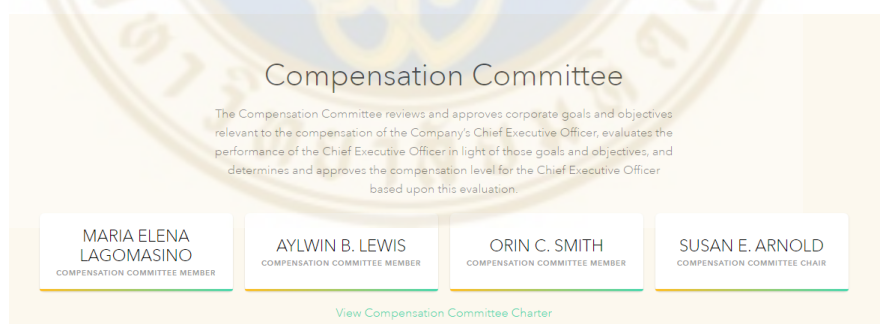 Compensation Committee
The Compensation Committee reviews and approves corporate goals and objectives
relevant to the compensation of the Company's Chief Executive Officer, evaluates the
performance of the Chief Executive Officer in light of those goals and objectives, and
determines and approves the compensation level for the Chief Executive Officer
based upon this evaluation.
MARIA ELENA
LAGOMASINO
COMPENSATION COMMITTEE MEMBER
AYLWIN B. LEWIS
COMPENSATION COMMITTEE MEMBER
ORIN C. SMITH
COMPENSATION COMMITTEE MEMBER
SUSAN E. ARNOLD
COMPENSATION COMMITTEE CHAIR
View Compensation Committee Charter